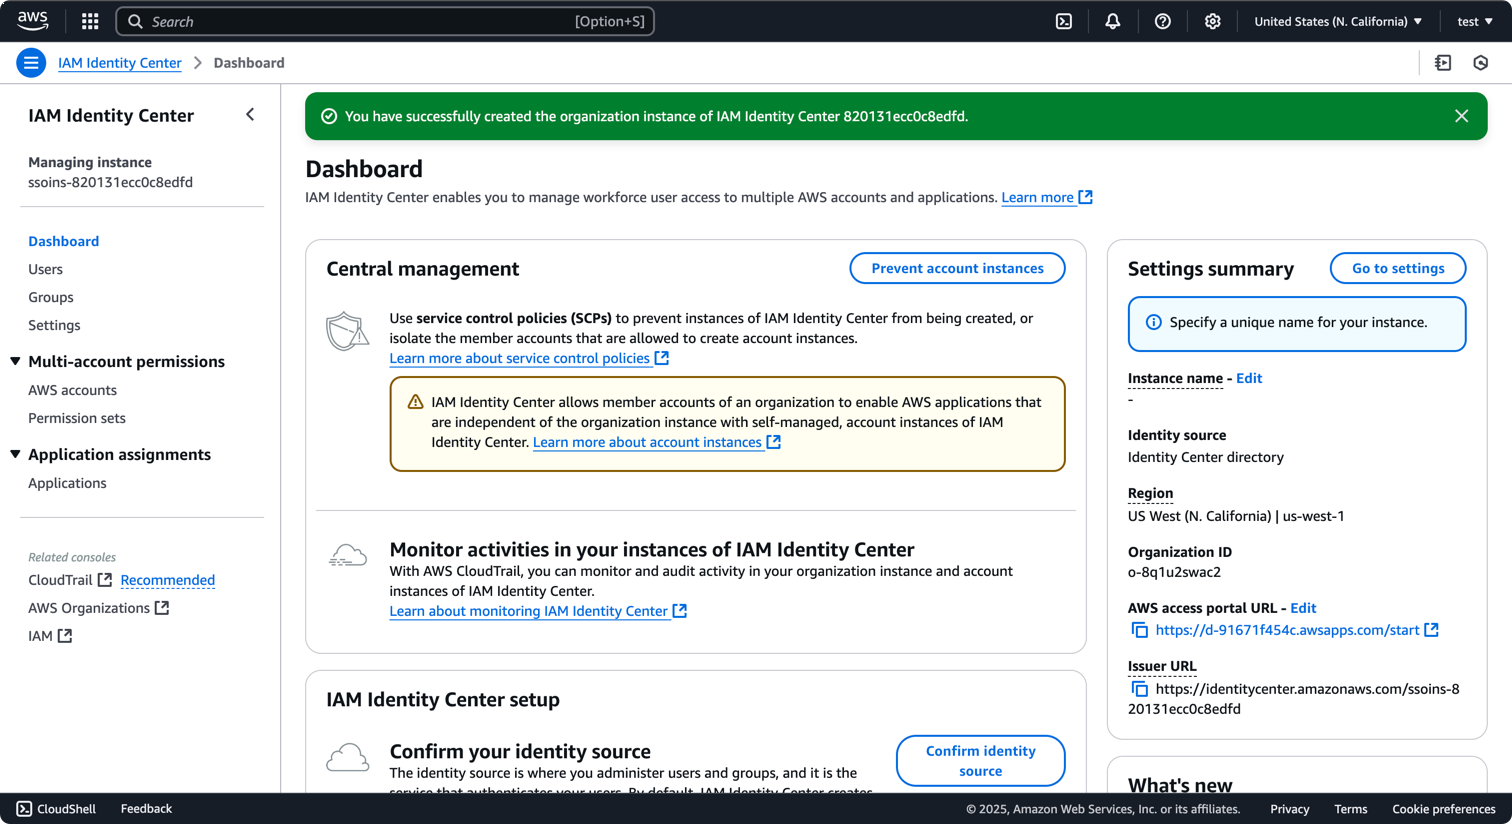 aws
Search [Option+S]
United States (N. California) ▼
test ▼
IAM Identity Center > Dashboard
IAM Identity Center
Managing instance
ssoins-820131ecc0c8edfd
Dashboard
Users
Groups
Settings
Multi-account permissions
AWS accounts
Permission sets
Application assignments
Applications
Related consoles
CloudTrail Recommended
AWS Organizations
IAM
You have successfully created the organization instance of IAM Identity Center 820131ecc0c8edfd.
Dashboard
IAM Identity Center enables you to manage workforce user access to multiple AWS accounts and applications. Learn more
Central management
Prevent account instances
Use service control policies (SCPs) to prevent instances of IAM Identity Center from being created, or
isolate the member accounts that are allowed to create account instances.
Learn more about service control policies
IAM Identity Center allows member accounts of an organization to enable AWS applications that
are independent of the organization instance with self-managed, account instances of IAM
Identity Center. Learn more about account instances
Monitor activities in your instances of IAM Identity Center
With AWS CloudTrail, you can monitor and audit activity in your organization instance and account
instances of IAM Identity Center.
Learn about monitoring IAM Identity Center
IAM Identity Center setup
Confirm your identity source
The identity source is where you administer users and groups, and it is the
service that authenticates your users. By default, IAM Identity Center creates
Confirm identity
source
Settings summary
Go to settings
Specify a unique name for your instance.
Instance name - Edit
-
Identity source
Identity Center directory
Region
US West (N. California) | us-west-1
Organization ID
o-8q1u2swac2
AWS access portal URL - Edit
https://d-91671f454c.awsapps.com/start
Issuer URL
https://identitycenter.amazonaws.com/ssoins-8
20131ecc0c8edfd
What's new
CloudShell
Feedback
© 2025, Amazon Web Services, Inc. or its affiliates.
Privacy
Terms
Cookie preferences